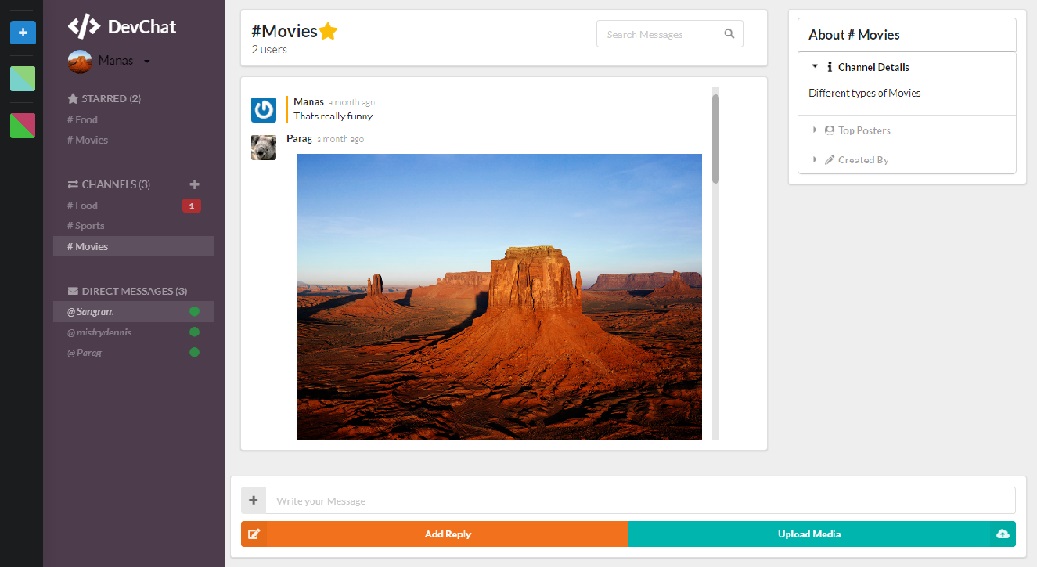 DevChat
Manas
STARRED (2)
# Food
# Movies
CHANNELS (3)
# Food 1
# Sports
# Movies
DIRECT MESSAGES (3)
@ Sangram
@ mistrydennis
@ Parag
#Movies
2 users
Search Messages
Manas a month ago
Thats really funny
Parag a month ago
Write your Message
Add Reply
Upload Media
About # Movies
Channel Details
Different types of Movies
Top Posters
Created By